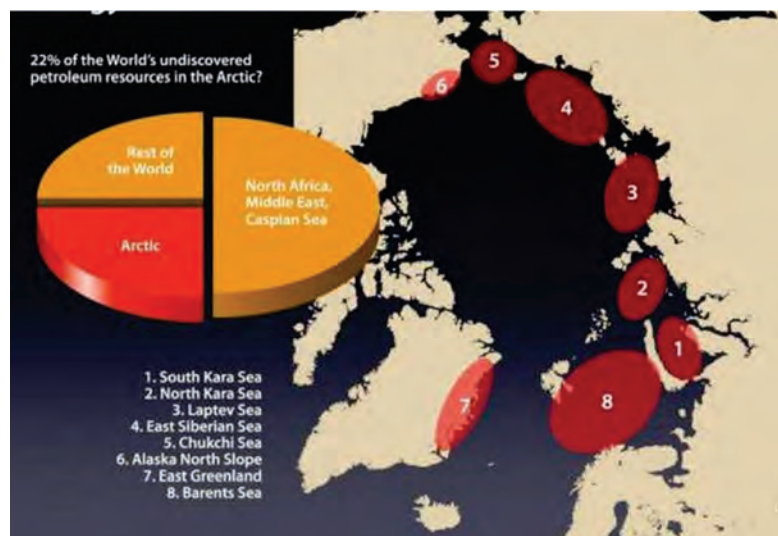 22% of the World's undiscovered
petroleum resources in the Arctic?
Rest of
the World
North Africa,
Middle East,
Caspian Sea
Arctic
1. South Kara Sea
2. North Kara Sea
3. Laptev Sea
4. East Siberian Sea
5. Chukchi Sea
6. Alaska North Slope
7. East Greenland
8. Barents Sea
5
6
4
3
2
1
7
8